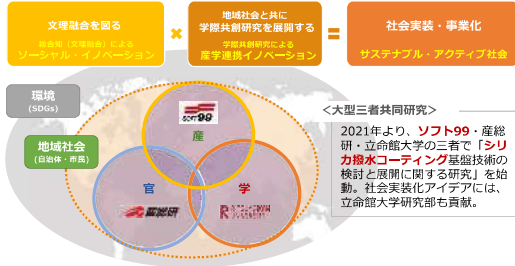 文理融合を図る
総合知（文理融合）による
ソーシャル・イノベーション
×
地域社会と共に
学際共創研究を展開する
学際共創研究による
産学連携イノベーション
=
社会実装・事業化
サステナブル・アクティブ社会
環境
(SDGs)
地域社会
(自治体・市民)
SOFT99
産
官
産総研
学
R
＜大型三者共同研究＞
2021年より、ソフト99・産総
研・立命館大学の三者で「シリ
カ撥水コーティング基盤技術の
検討と展開に関する研究」を始
動。社会実装化アイデアには、
立命館大学研究部も貢献。